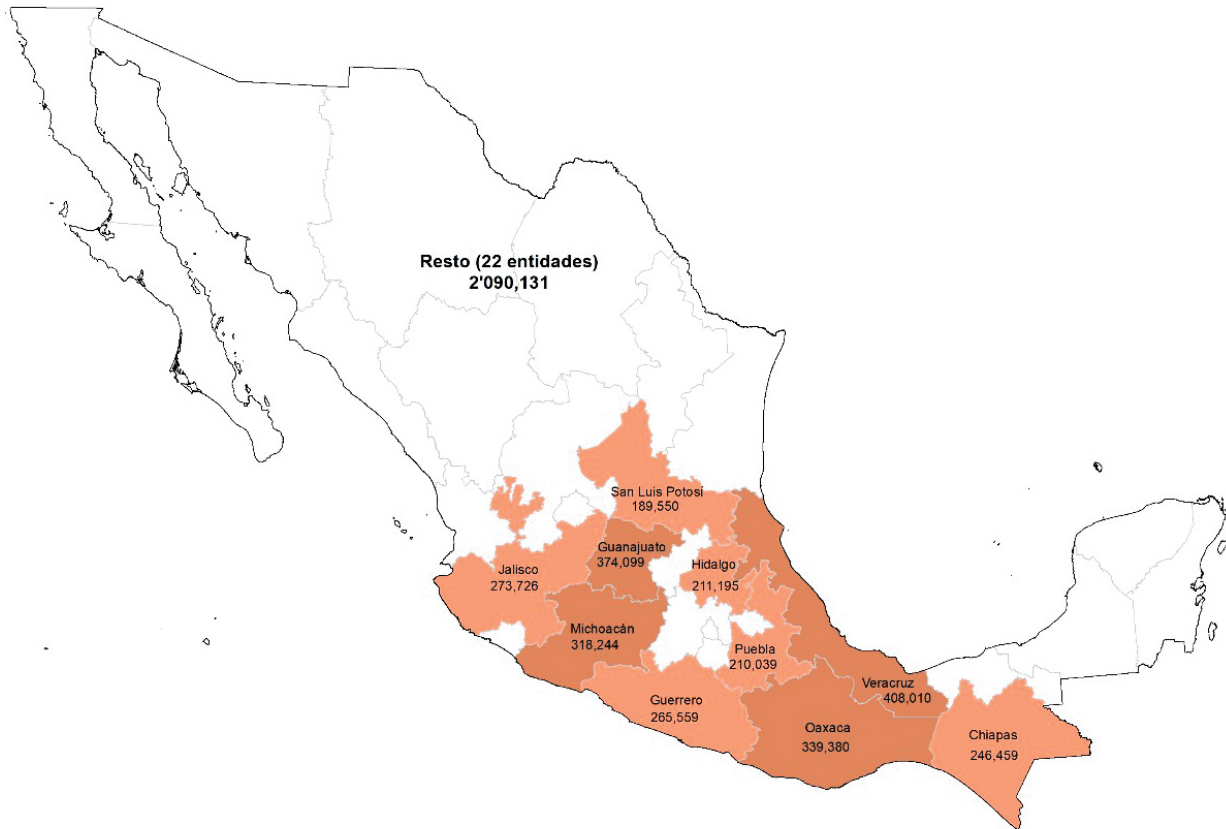 Resto (22 entidades)
2'090,131
San Luis Potosí
189,550
Guanajuato
374,099
Hidalgo
211,195
Jalisco
273,726
Michoacán
318,244
Puebla
210,039
Veracruz
408,010
Guerrero
265,559
Oaxaca
339,380
Chiapas
246,459